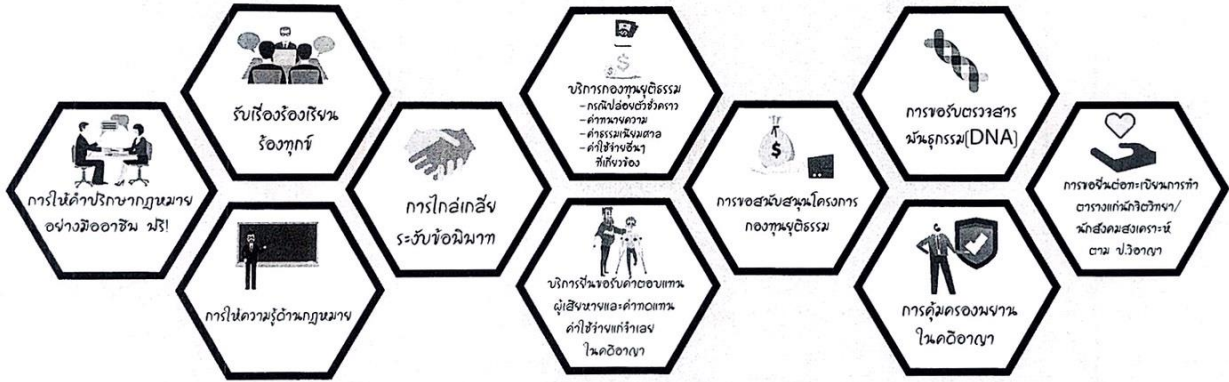 การให้คำปรึกษากฎหมาย
อย่างมืออาชีพ ฟรี!
รับเรื่องร้องเรียน
ร้องทุกข์
การให้ความรู้ด้านกฎหมาย
การไกล่เกลี่ย
ระงับข้อพิพาท
บริการกองทุนยุติธรรม
-กรณีปล่อยตัวชั่วคราว
-ค่าทนายความ
-ค่าธรรมเนียมศาล
-ค่าใช้จ่ายอื่นๆ
ที่เกี่ยวข้อง
บริการยื่นขอรับค่าตอบแทน
ผู้เสียหายและค่าทดแทน
ค่าใช้จ่ายแก่จำเลย
ในคดีอาญา
การขอสนับสนุนโครงการ
กองทุนยุติธรรม
การขอรับตรวจสาร
พันธุกรรม(DNA)
การคุ้มครองพยาน
ในคดีอาญา
การขอยื่นต่อทะเบียนการทำ
ตารางแก่นักจิตวิทยา/
นักสังคมสงเคราะห์
ตาม ป.วิอาญา